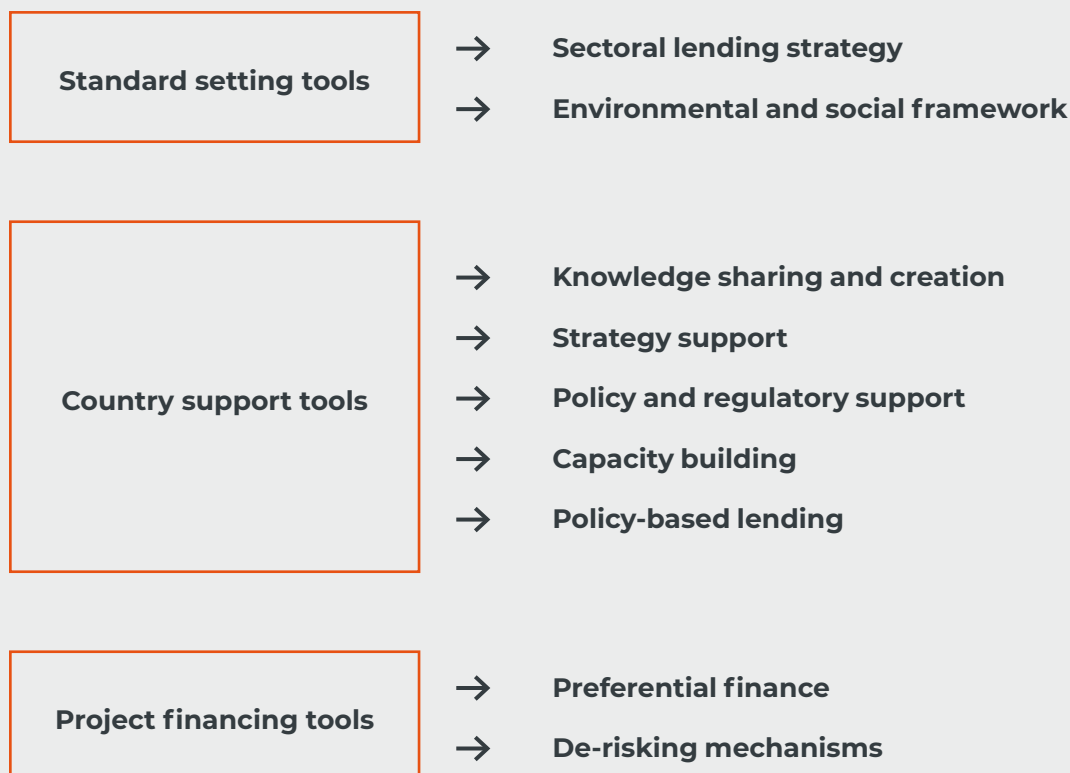 Standard setting tools
Sectoral lending strategy
Environmental and social framework
Country support tools
Knowledge sharing and creation
Strategy support
Policy and regulatory support
Capacity building
Policy-based lending
Project financing tools
Preferential finance
De-risking mechanisms